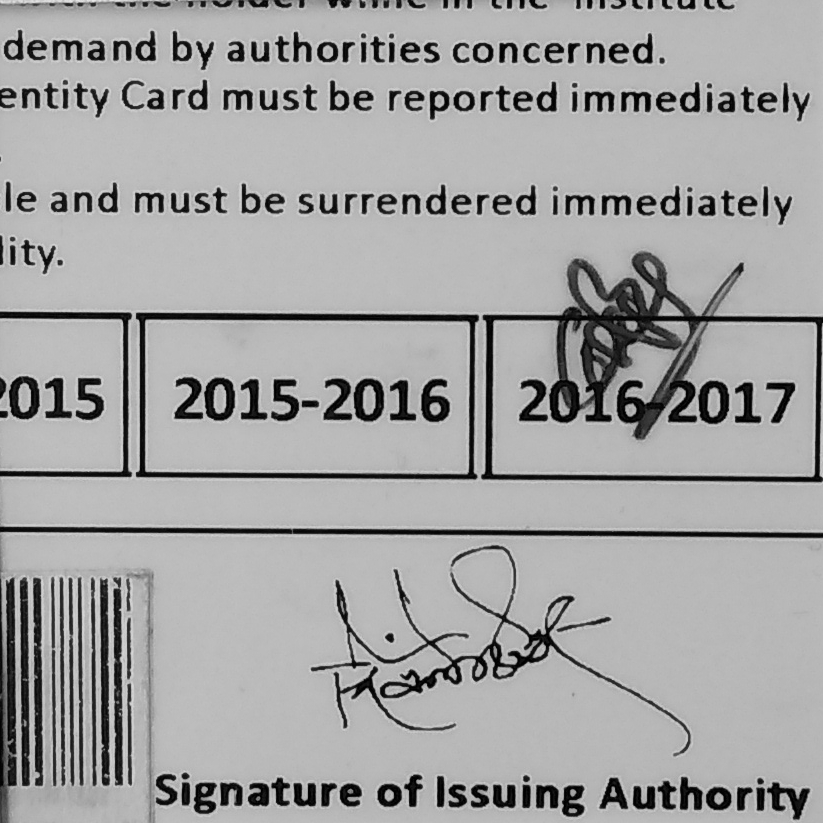 the holder while in the institute
demand by authorities concerned.
entity Card must be reported immediately
le and must be surrendered immediately
lity.
2015 2015-2016 2016-2017
Signature of Issuing Authority